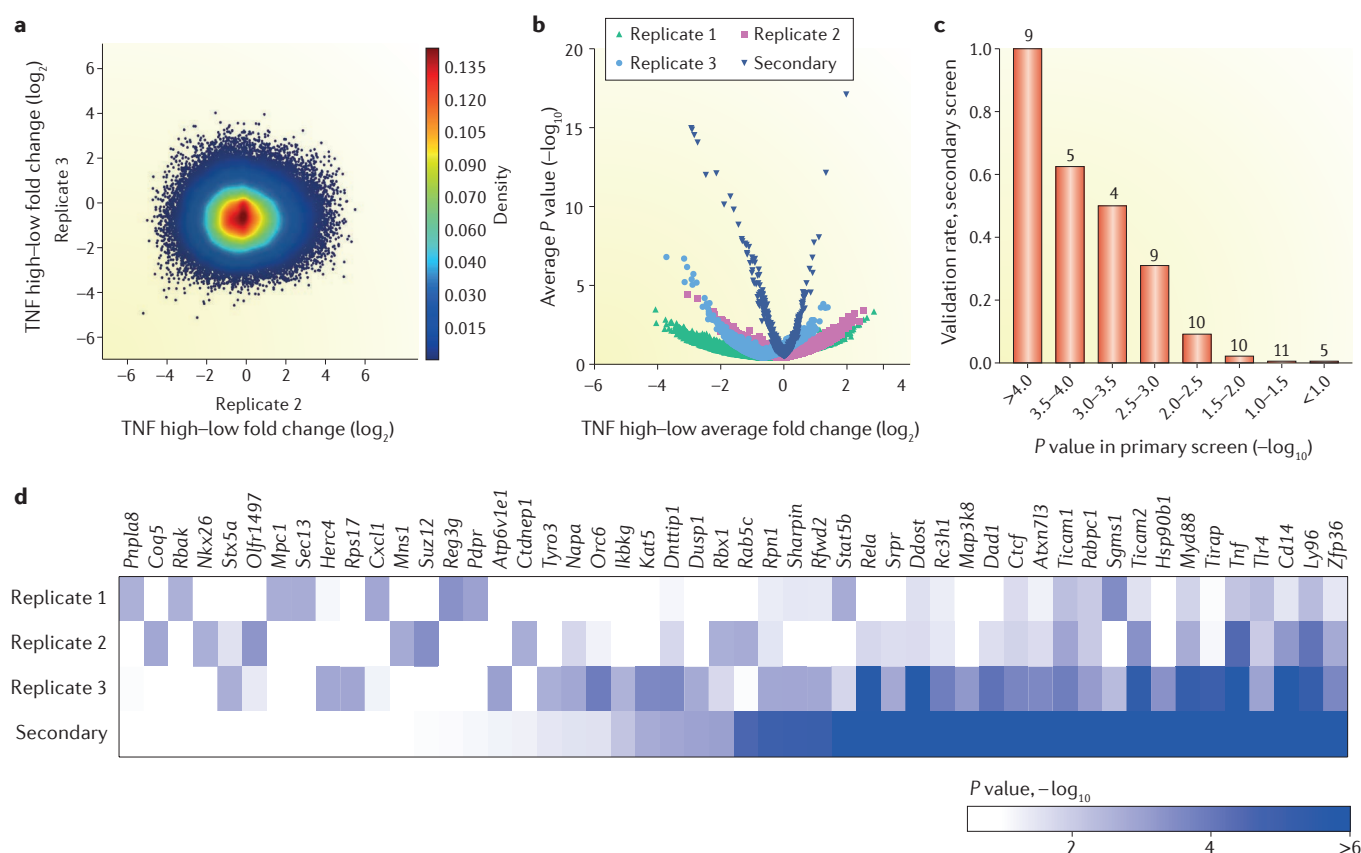 a
TNF high–low fold change (log2)
Replicate 3
6
4
2
0
−2
−4
−6
−6
−4
−2
0
2
4
6
Replicate 2
TNF high–low fold change (log2)
0.135
0.120
0.105
0.090
0.070
0.060
0.040
0.030
0.015
Density
b
Replicate 1
Replicate 2
Replicate 3
Secondary
Average P value (−log10)
20
15
10
5
0
−6
−4
−2
0
2
4
TNF high–low average fold change (log2)
c
Validation rate, secondary screen
1.0
0.8
0.6
0.4
0.2
0.0
9
5
4
9
10
10
11
5
>4.0
3.5–4.0
3.0–3.5
2.5–3.0
2.0–2.5
1.5–2.0
1.0–1.5
<1.0
P value in primary screen (−log10)
d
Pnpla8
Coq5
Rbak
Nkx26
Stx5a
Olfr1497
Mpc1
Sec13
Herc4
Rps17
Cxcl1
Mns1
Suz12
Reg3g
Pdpr
Atp6v1e1
Ctdnep1
Tyro3
Napa
Orc6
Ikbkg
Kat5
Dnttip1
Dusp1
Rbx1
Rab5c
Rpn1
Sharpin
Rfwd2
Stat5b
Rela
Srpr
Ddost
Rc3h1
Map3k8
Dad1
Ctcf
Atxn7l3
Ticam1
Pabpc1
Sgms1
Ticam2
Hsp90b1
Myd88
Tirap
Tnf
Tlr4
Cd14
Ly96
Zfp36
Replicate 1
Replicate 2
Replicate 3
Secondary
P value, −log10
2
4
>6